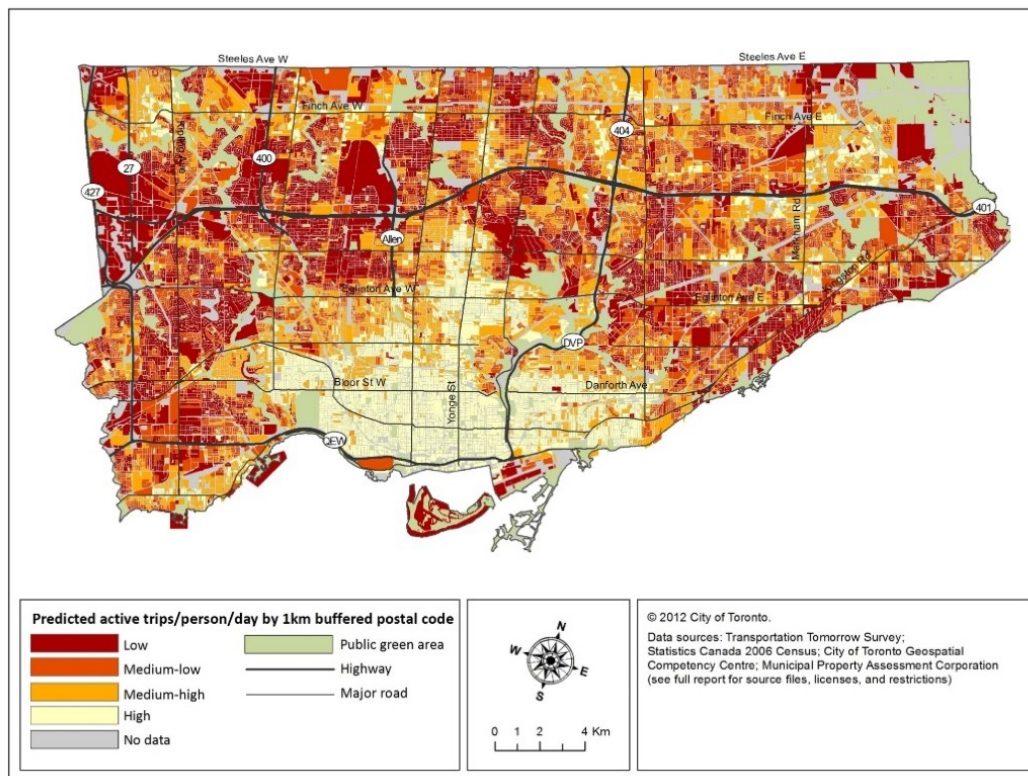 Steeles Ave W
Steeles Ave E
Finch Ave W
Finch Ave E
404
400
27
427
401
Allen
Markham Rd
Kingston Rd
Eglinton Ave W
Eglinton Ave E
DVP
Bloor St W
Danforth Ave
Yonge St
QEW
Predicted active trips/person/day by 1km buffered postal code
Low
Medium-low
Medium-high
High
No data
Public green area
Highway
Major road
N
W
E
S
0 1 2 4 Km
© 2012 City of Toronto.
Data sources: Transportation Tomorrow Survey;
Statistics Canada 2006 Census; City of Toronto Geospatial
Competency Centre; Municipal Property Assessment Corporation
(see full report for source files, licenses, and restrictions)